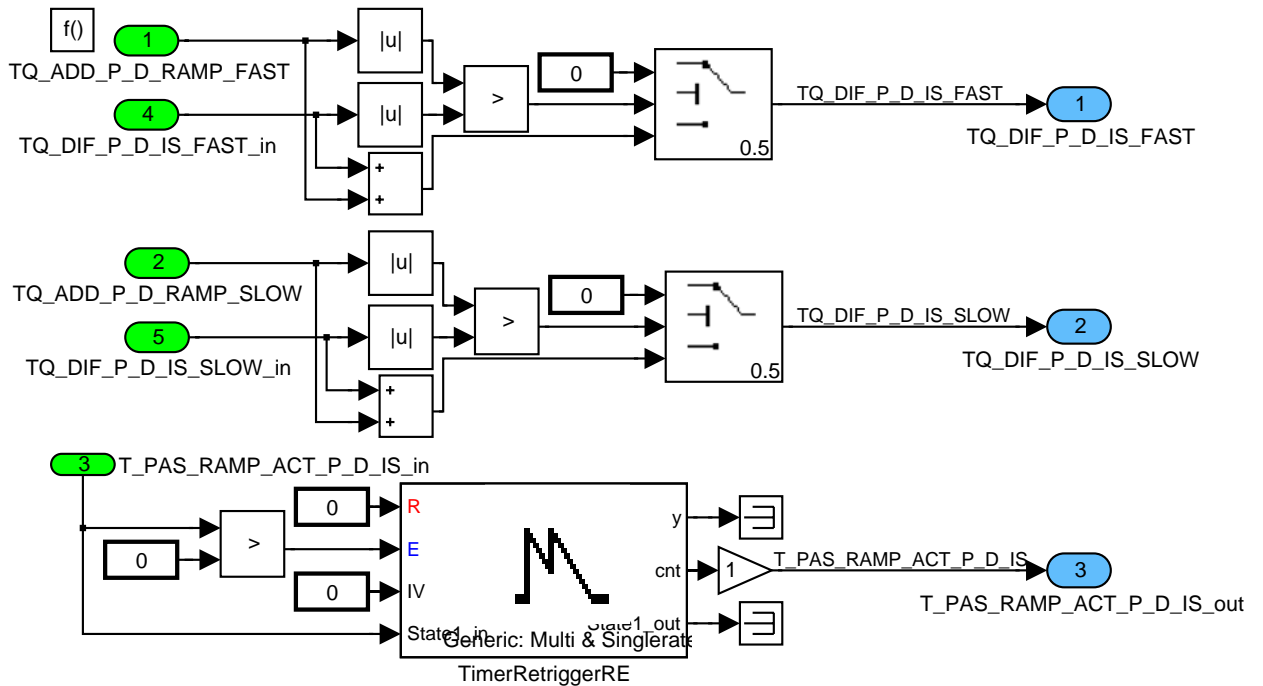 f()
1
TQ_ADD_P_D_RAMP_FAST
|u|
4
TQ_DIF_P_D_IS_FAST_in
|u|
+
+
>
0
0.5
TQ_DIF_P_D_IS_FAST
1
TQ_DIF_P_D_IS_FAST
2
TQ_ADD_P_D_RAMP_SLOW
|u|
5
TQ_DIF_P_D_IS_SLOW_in
|u|
+
+
>
0
0.5
TQ_DIF_P_D_IS_SLOW
2
TQ_DIF_P_D_IS_SLOW
3
T_PAS_RAMP_ACT_P_D_IS_in
0
>
0
0
R
E
IV
State1_in
y
cnt
State1_out
Generic: Multi & Singlerate
TimerRetriggerRE
1
T_PAS_RAMP_ACT_P_D_IS
3
T_PAS_RAMP_ACT_P_D_IS_out